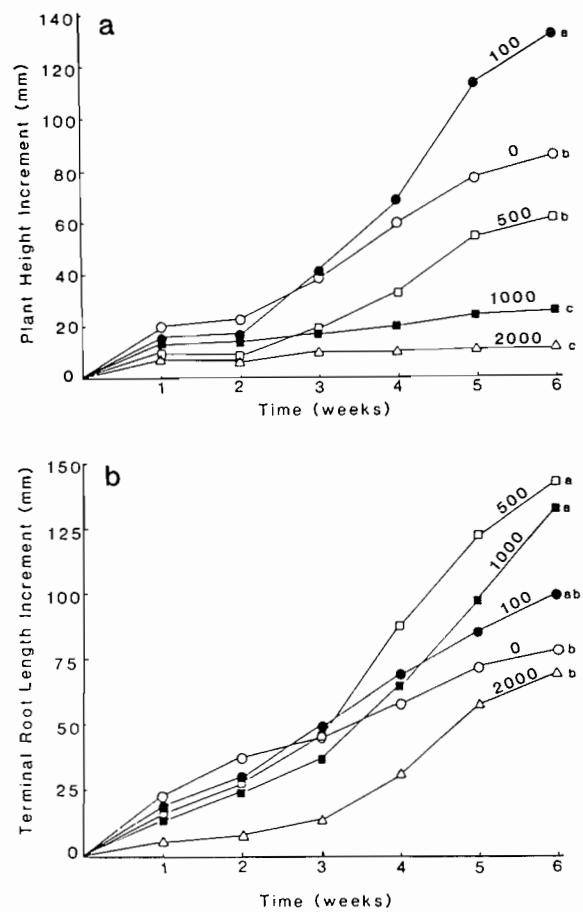 a
Plant Height Increment (mm)
140
120
100
80
60
40
20
0
100 a
0 b
500 b
1000 c
2000 c
1 2 3 4 5 6
Time (weeks)
b
Terminal Root Length Increment (mm)
150
125
100
75
50
25
0
500 a
1000 a
100 ab
0 b
2000 b
1 2 3 4 5 6
Time (weeks)